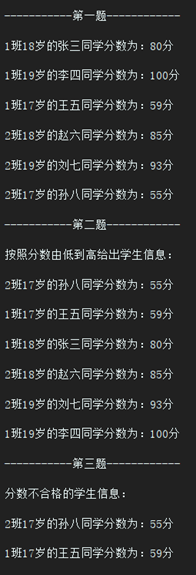 -----------第一题------------
1班18岁的张三同学分数为：80分
1班19岁的李四同学分数为：100分
1班17岁的王五同学分数为：59分
2班18岁的赵六同学分数为：85分
2班19岁的刘七同学分数为：93分
2班17岁的孙八同学分数为：55分
-----------第二题------------
按照分数由低到高给出学生信息：
2班17岁的孙八同学分数为：55分
1班17岁的王五同学分数为：59分
1班18岁的张三同学分数为：80分
2班18岁的赵六同学分数为：85分
2班19岁的刘七同学分数为：93分
1班19岁的李四同学分数为：100分
-----------第三题------------
分数不合格的学生信息：
2班17岁的孙八同学分数为：55分
1班17岁的王五同学分数为：59分